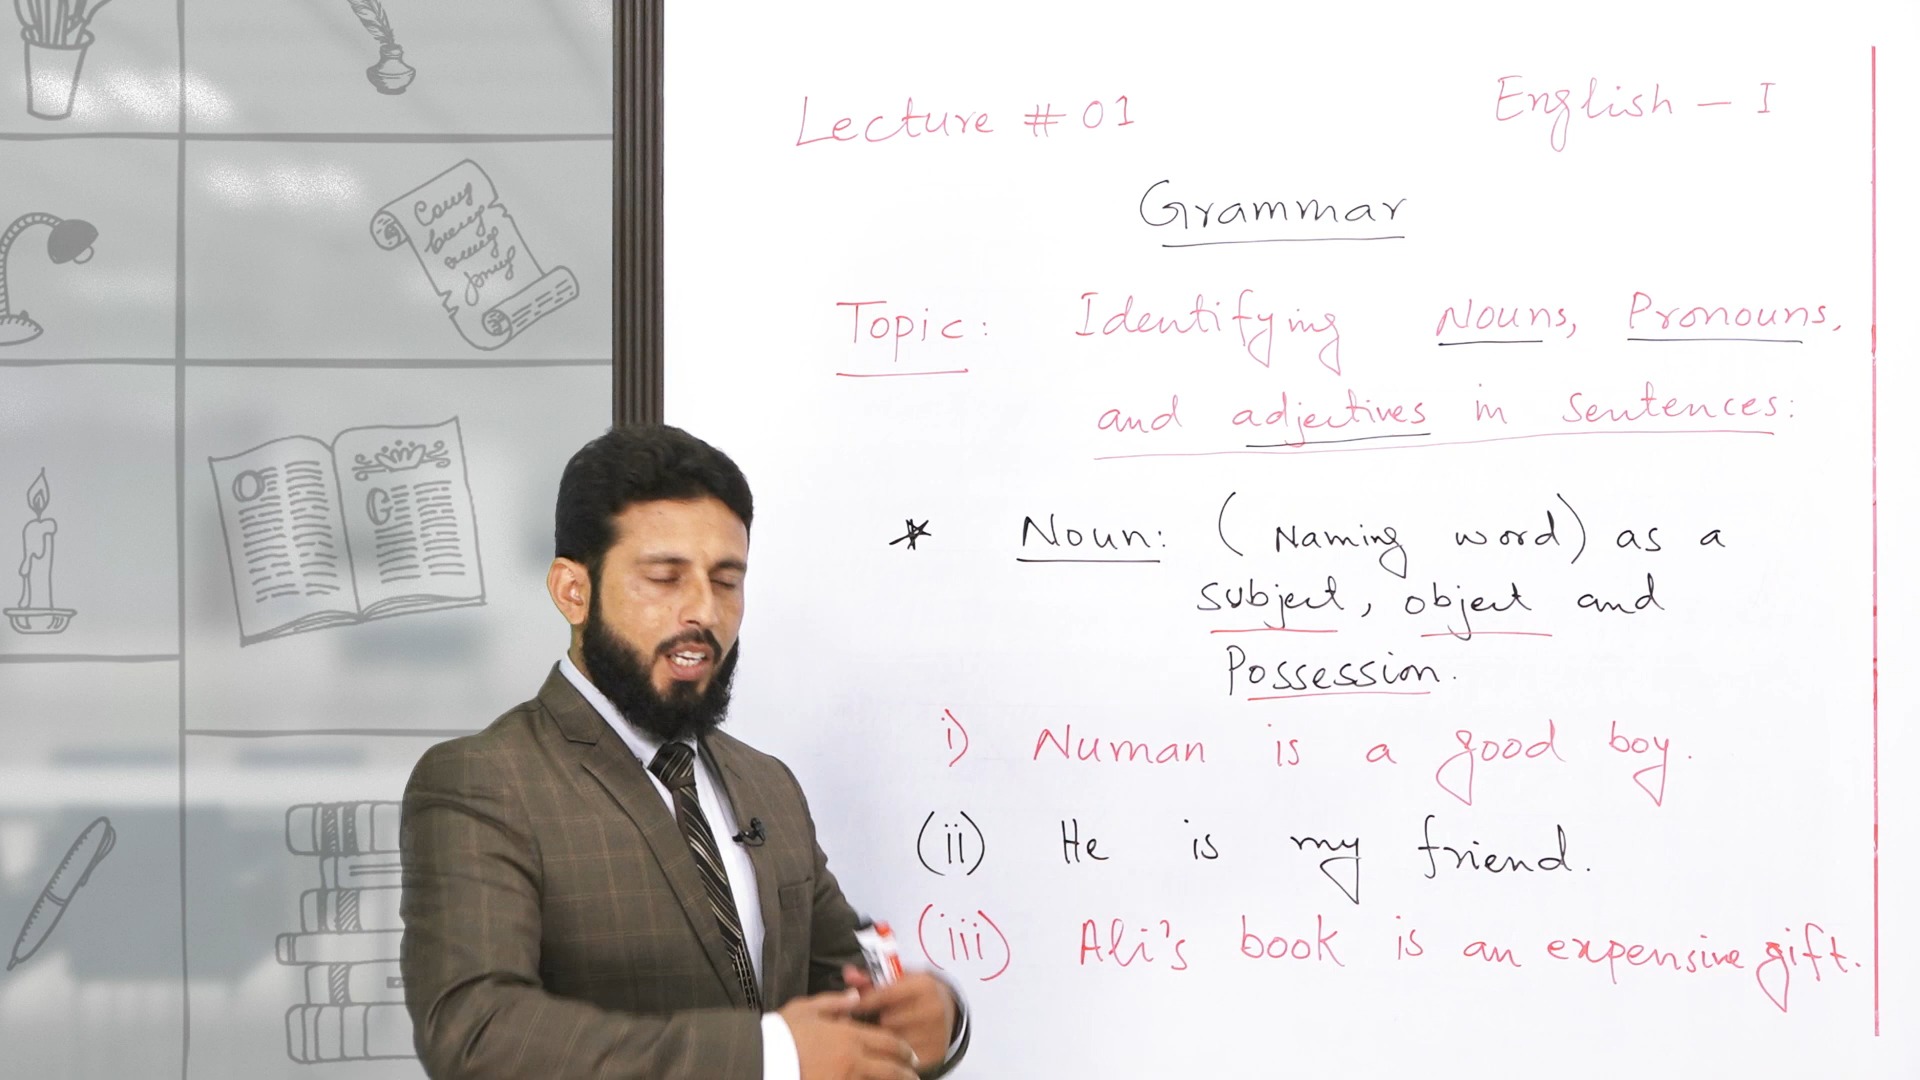 Lecture # 01
English - I
Grammar
Topic: Identifying Nouns, Pronouns,
and adjectives in sentences:
* Noun: (Naming word) as a
subject, object and
Possession.
i) Numan is a good boy.
(ii) He is my friend.
(iii) Ali's book is an expensive gift.